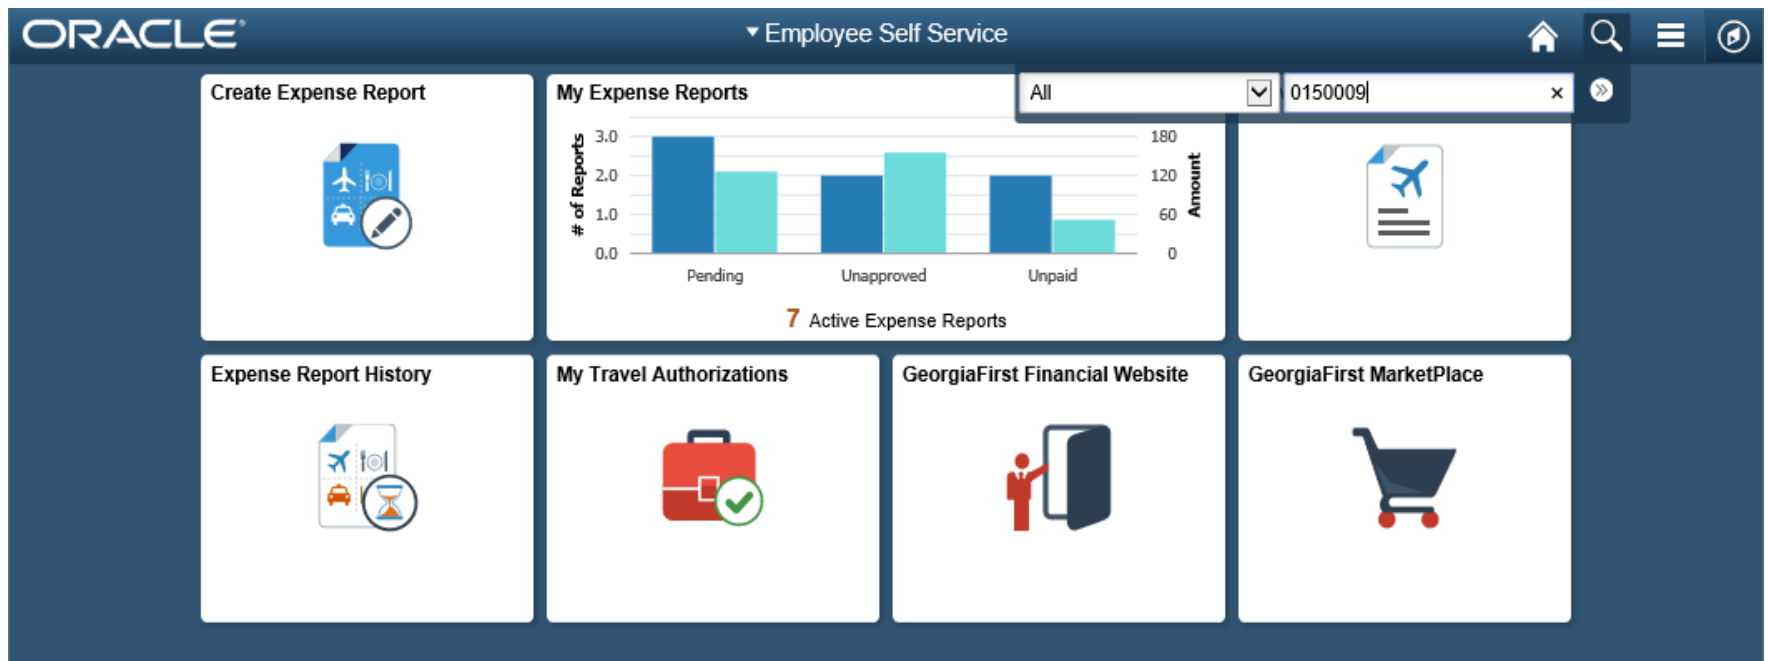 ORACLE®
Employee Self Service
All
0150009
Create Expense Report
My Expense Reports
# of Reports
3.0
2.0
1.0
0.0
180
120
60
0
Amount
Pending
Unapproved
Unpaid
7 Active Expense Reports
Expense Report History
My Travel Authorizations
GeorgiaFirst Financial Website
GeorgiaFirst MarketPlace